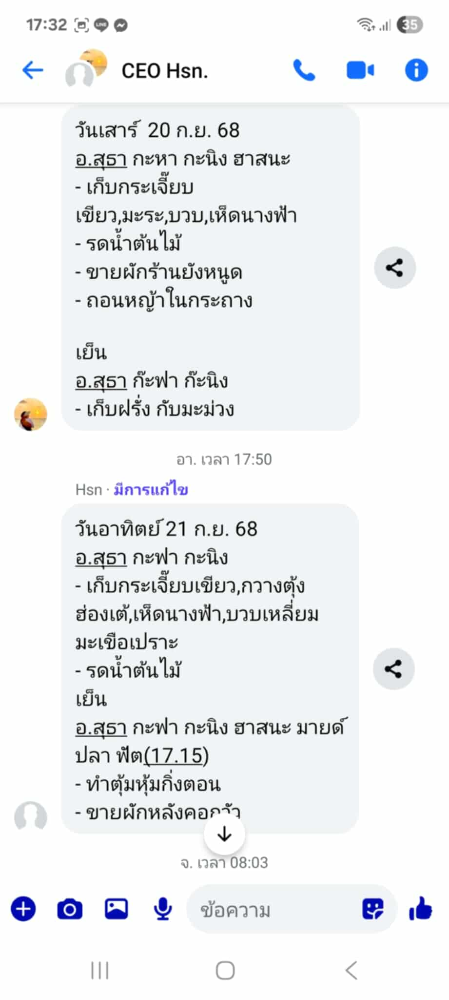 17:32 LINE 35
CEO Hsn.
วันเสาร์ 20 ก.ย. 68
อ.สุธา กะหา กะนิง ฮาสนะ
- เก็บกระเจี๊ยบ
เขียว,มะระ,บวบ,เห็ดนางฟ้า
- รดน้ำต้นไม้
- ขายผักร้านยังหนูด
- ถอนหญ้าในกระถาง
เย็น
อ.สุธา ก๊ะฟา ก๊ะนิง
- เก็บฝรั่ง กับมะม่วง
อา. เวลา 17:50
Hsn · มีการแก้ไข
วันอาทิตย์ 21 ก.ย. 68
อ.สุธา กะฟา กะนิง
- เก็บกระเจี๊ยบเขียว,กวางตุ้ง
ฮ่องเต้,เห็ดนางฟ้า,บวบเหลี่ยม
มะเขือเปราะ
- รดน้ำต้นไม้
เย็น
อ.สุธา กะฟา กะนิง ฮาสนะ มายด์
ปลา ฟัต(17.15)
- ทำตุ้มหุ้มกิ่งตอน
- ขายผักหลังคอกวัว
จ. เวลา 08:03
ข้อความ